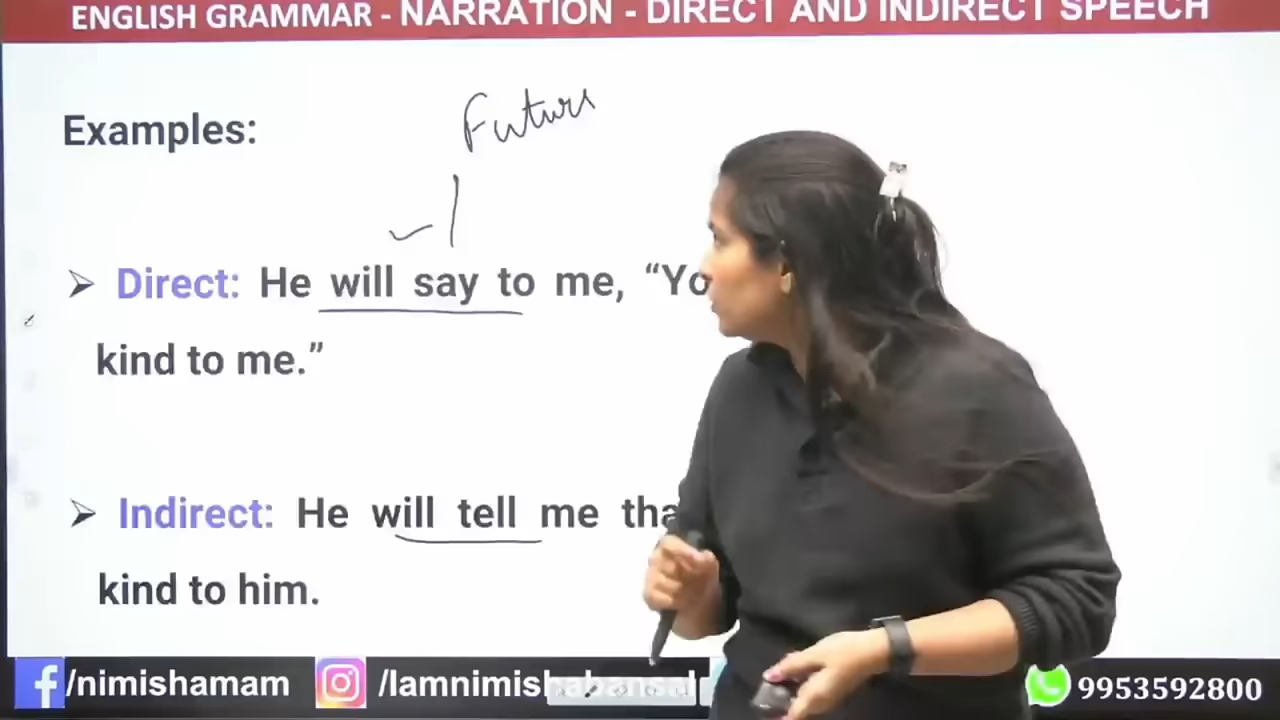 ENGLISH GRAMMAR - NARRATION - DIRECT AND INDIRECT SPEECH
Examples:
Future
➢ Direct: He will say to me, “Yo
kind to me.”
➢ Indirect: He will tell me tha
kind to him.
/nimishamam /Iamnimishabansal 9953592800